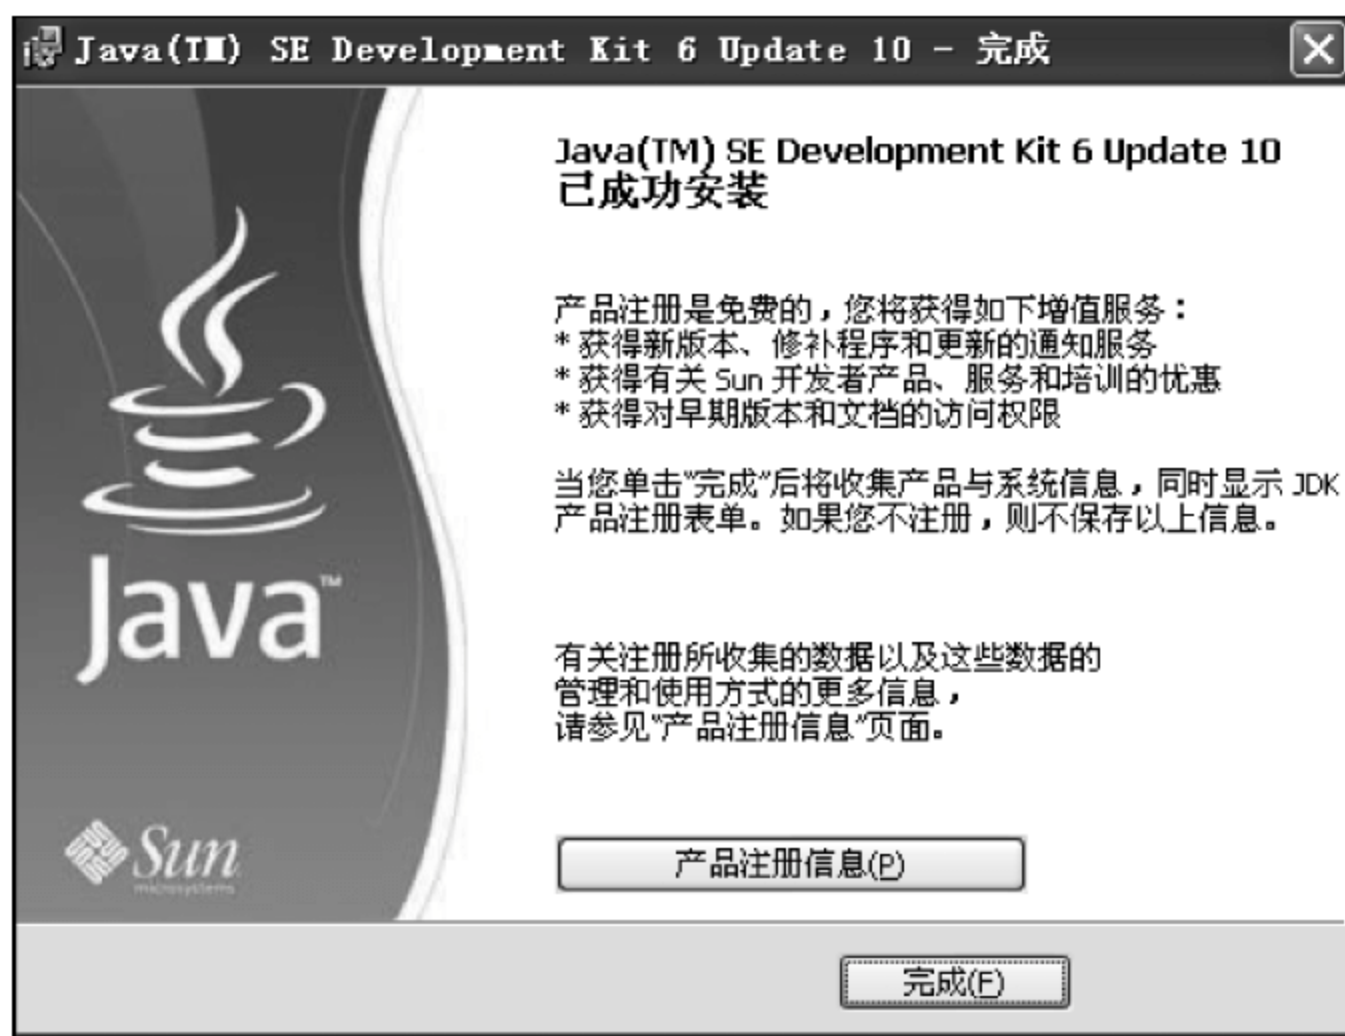 Java(TM) SE Development Kit 6 Update 10 - 完成
Java(TM) SE Development Kit 6 Update 10
已成功安装
产品注册是免费的，您将获得如下增值服务：
* 获得新版本、修补程序和更新的通知服务
* 获得有关 Sun 开发者产品、服务和培训的优惠
* 获得对早期版本和文档的访问权限
当您单击“完成”后将收集产品与系统信息，同时显示 JDK
产品注册表单。如果您不注册，则不保存以上信息。
有关注册所收集的数据以及这些数据的
管理和使用方式的更多信息，
请参见“产品注册信息”页面。
产品注册信息(P)
完成(F)
Java™
Sun
microsystems